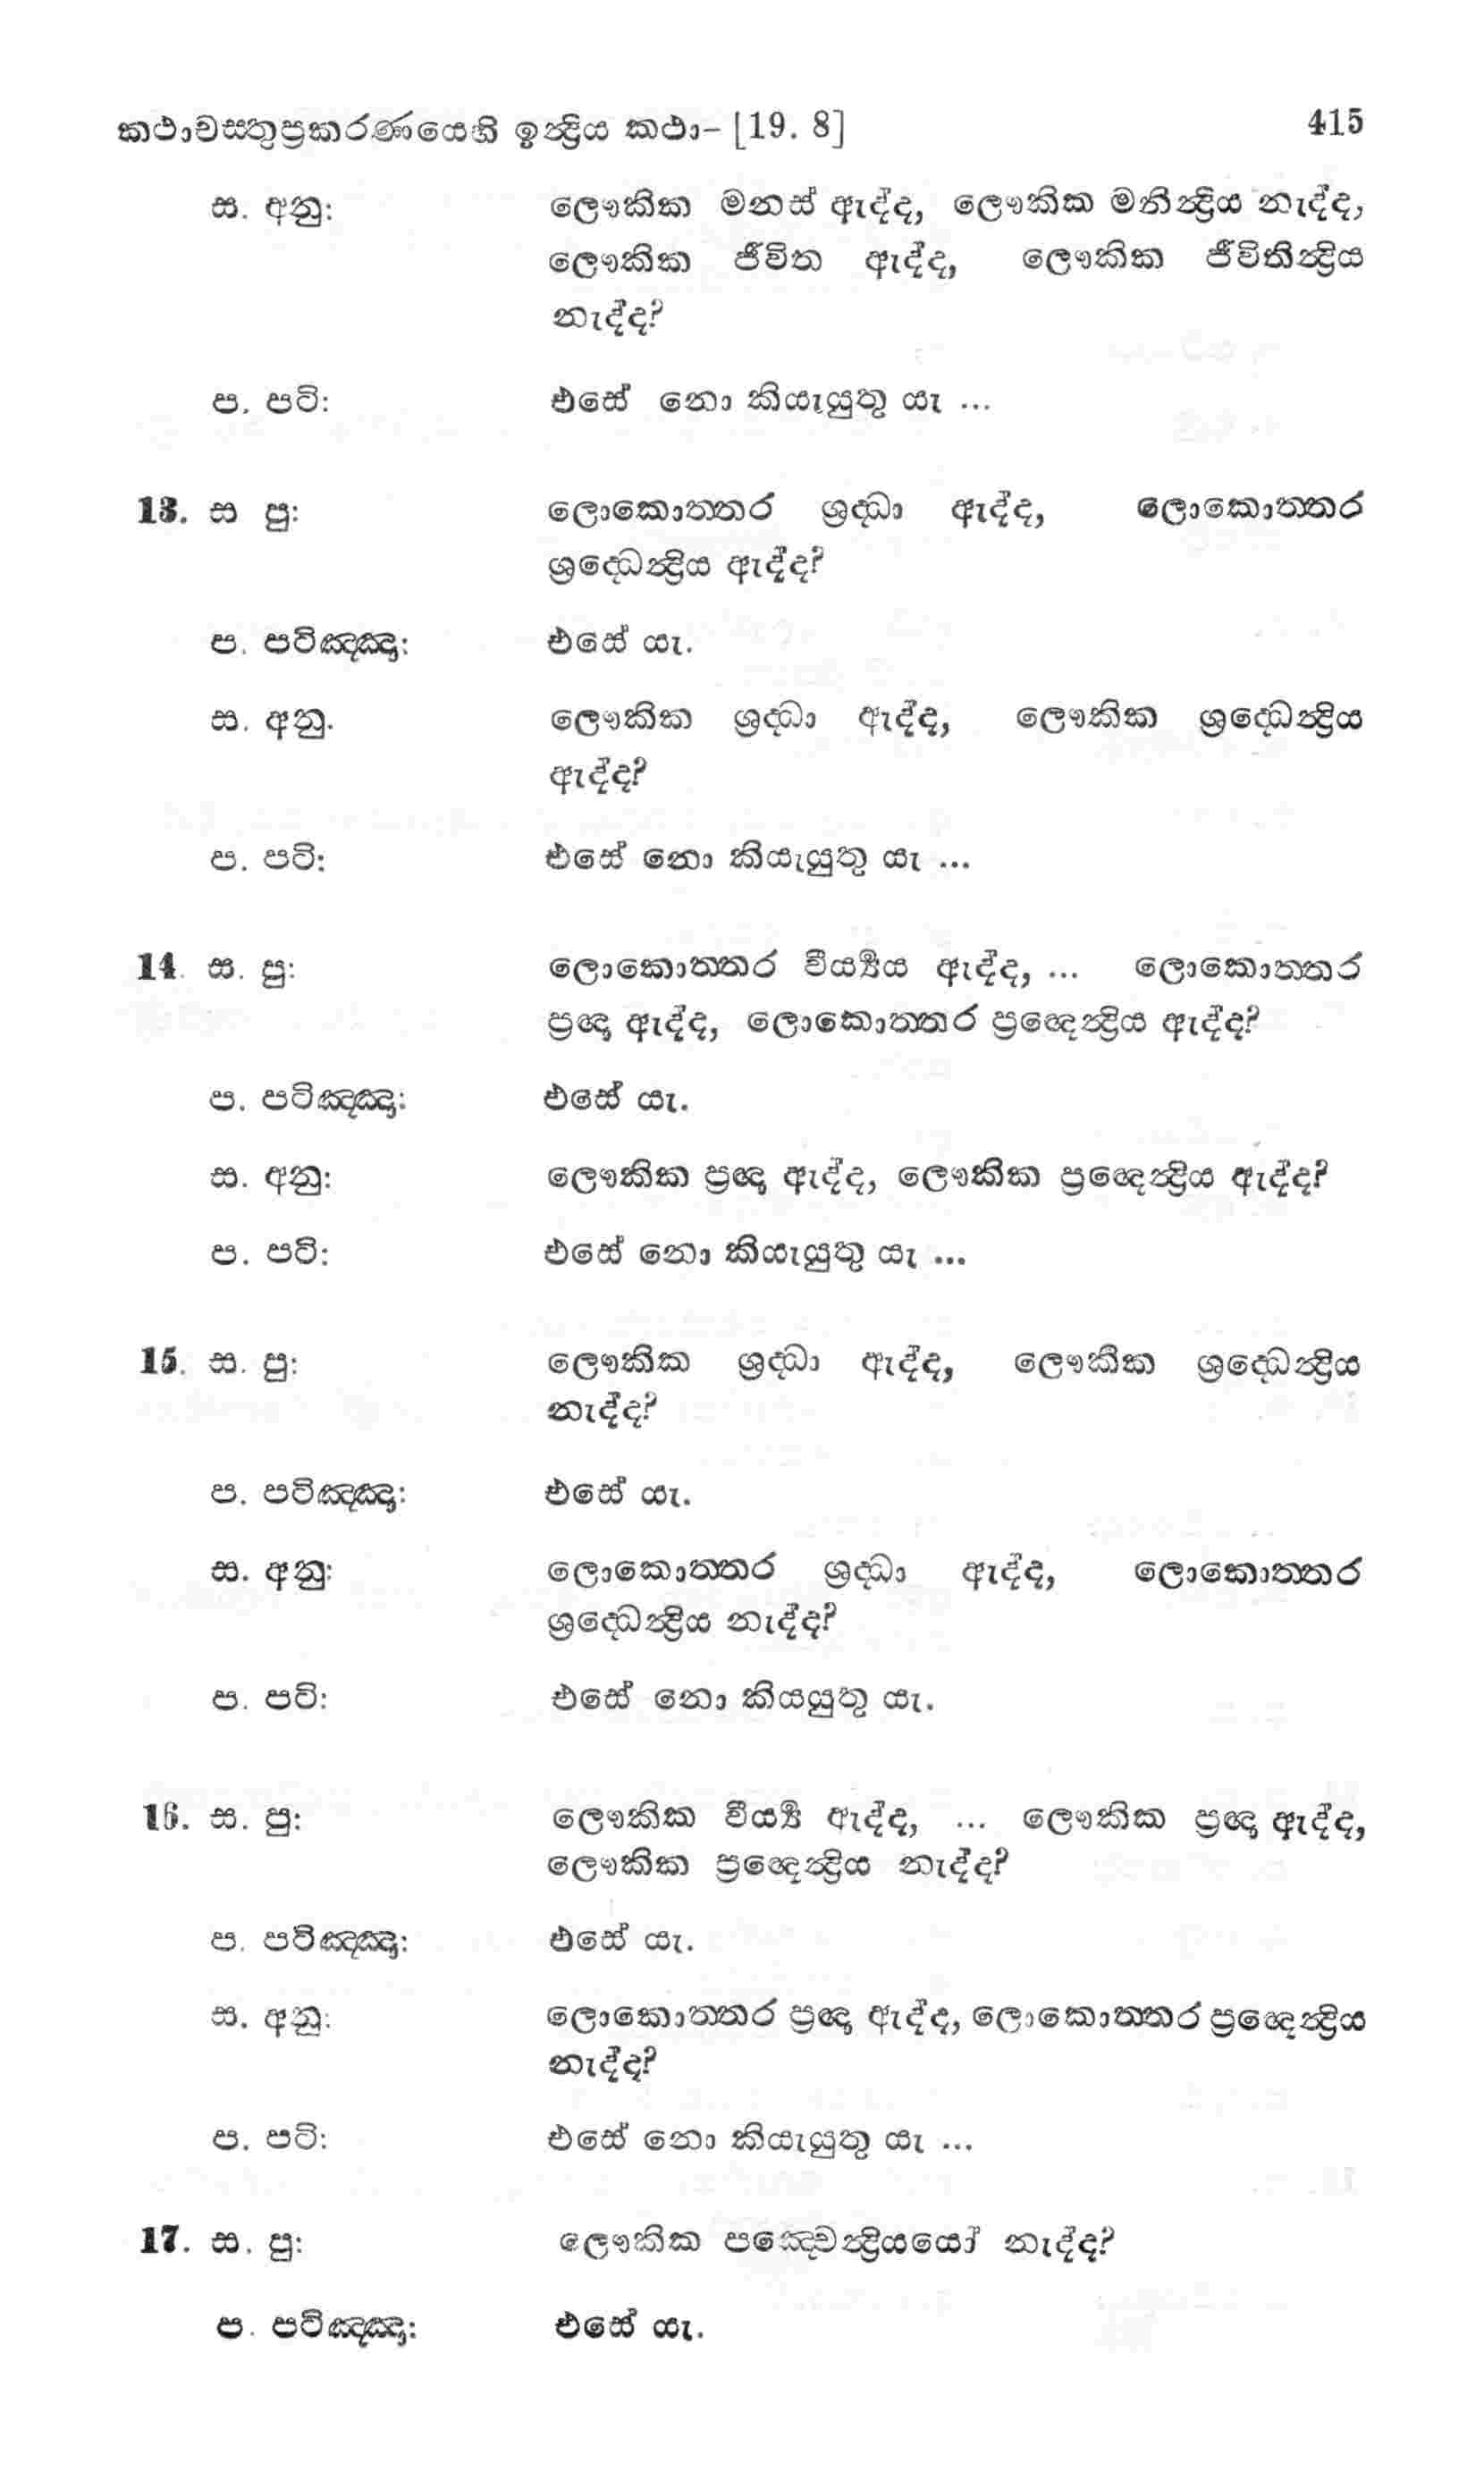 කථාවස්තුප්‍රකරණයෙහි ඉන්ද්‍රිය කථා– [19. 8] 415
ස. අනු: ලෞකික මනස් ඇද්ද, ලෞකික මනින්ද්‍රිය නැද්ද,
ලෞකික ජීවිත ඇද්ද, ලෞකික ජීවිතින්ද්‍රිය
නැද්ද?
ප. පටි: එසේ නො කියැයුතු යැ ...
13. ස පු: ලොකොත්තර ශ්‍රද්ධා ඇද්ද, ලොකොත්තර
ශ්‍රද්ධෙන්ද්‍රිය ඇද්ද?
ප. පටිඤ්ඤා: එසේ යැ.
ස. අනු. ලෞකික ශ්‍රද්ධා ඇද්ද, ලෞකික ශ්‍රද්ධෙන්ද්‍රිය
ඇද්ද?
ප. පටි: එසේ නො කියැයුතු යැ ...
14. ස. පු: ලොකොත්තර වීර්‍ය්‍යය ඇද්ද, ... ලොකොත්තර
ප්‍රඥා ඇද්ද, ලොකොත්තර ප්‍රඥෙන්ද්‍රිය ඇද්ද?
ප. පටිඤ්ඤා: එසේ යැ.
ස. අනු: ලෞකික ප්‍රඥා ඇද්ද, ලෞකික ප්‍රඥෙන්ද්‍රිය ඇද්ද?
ප. පටි: එසේ නො කියැයුතු යැ ...
15. ස. පු: ලෞකික ශ්‍රද්ධා ඇද්ද, ලෞකික ශ්‍රද්ධෙන්ද්‍රිය
නැද්ද?
ප. පටිඤ්ඤා: එසේ යැ.
ස. අනු: ලොකොත්තර ශ්‍රද්ධා ඇද්ද, ලොකොත්තර
ශ්‍රද්ධෙන්ද්‍රිය නැද්ද?
ප. පටි: එසේ නො කියයුතු යැ.
16. ස. පු: ලෞකික වීර්‍ය්‍ය ඇද්ද, ... ලෞකික ප්‍රඥා ඇද්ද,
ලෞකික ප්‍රඥෙන්ද්‍රිය නැද්ද?
ප. පටිඤ්ඤා: එසේ යැ.
ස. අනු: ලොකොත්තර ප්‍රඥා ඇද්ද, ලොකොත්තර ප්‍රඥෙන්ද්‍රිය
නැද්ද?
ප. පටි: එසේ නො කියැයුතු යැ ...
17. ස. පු: ලෞකික පඤ්චෙන්ද්‍රියයෝ නැද්ද?
ප. පටිඤ්ඤා: එසේ යැ.